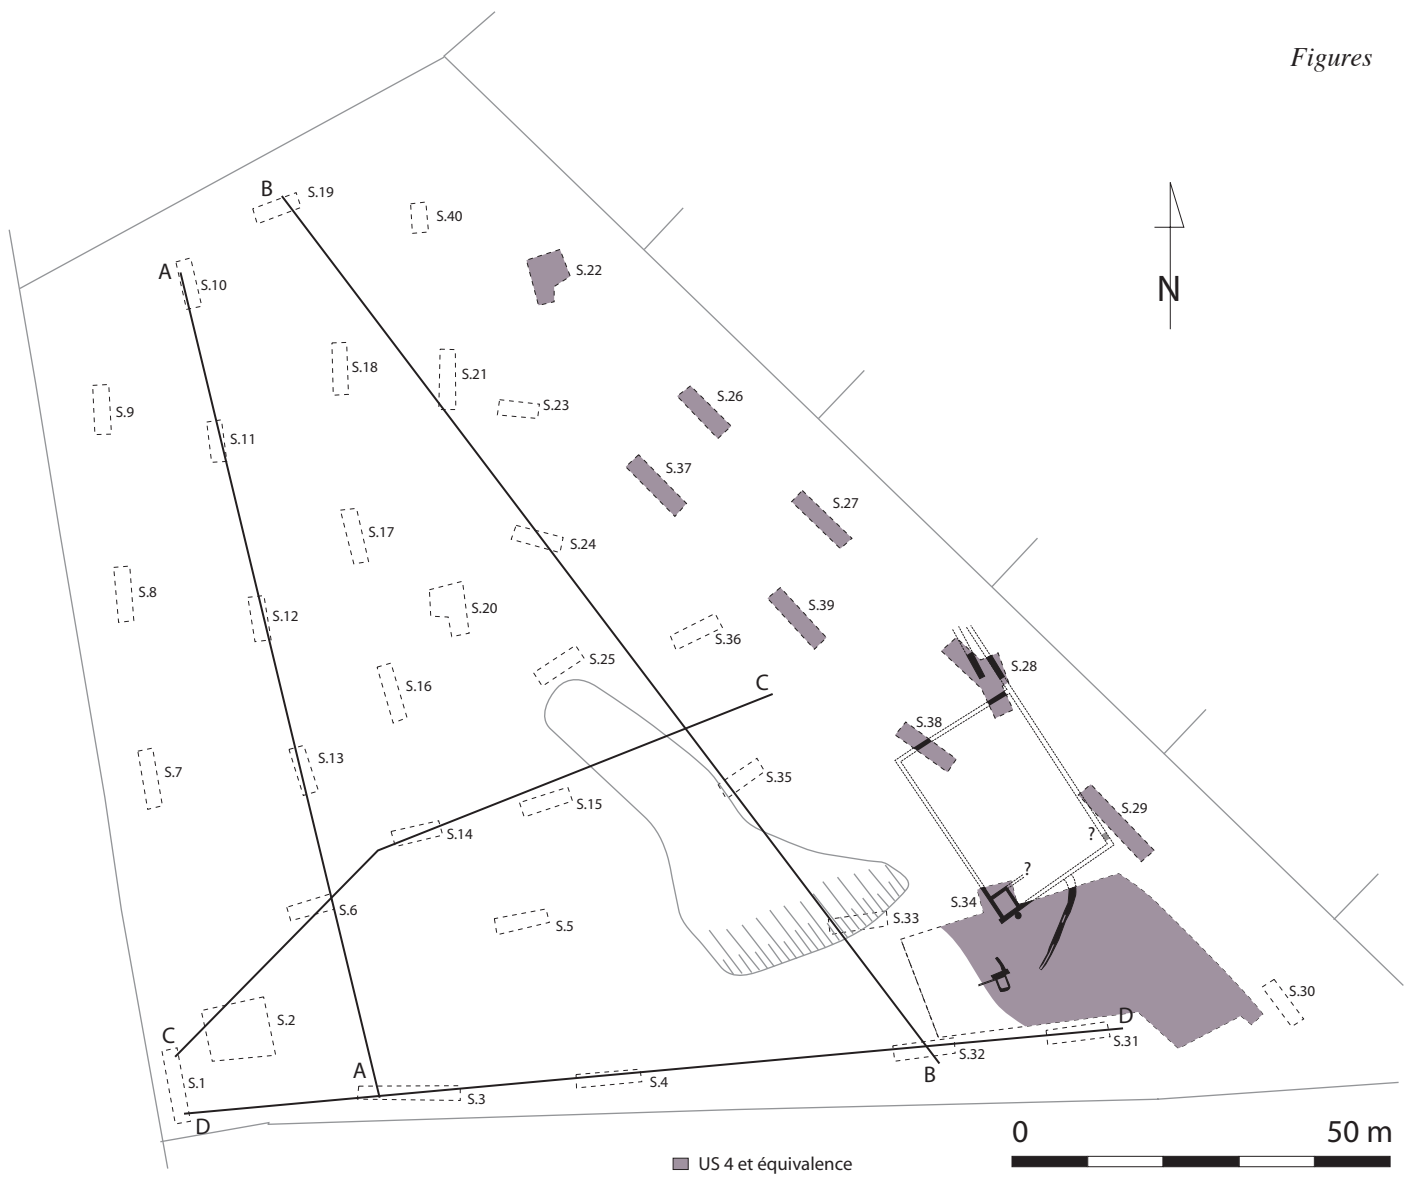 Figures
B
S.19
S.40
A
S.10
S.22
N
S.18
S.21
S.23
S.26
S.9
S.11
S.37
S.27
S.17
S.24
S.8
S.12
S.20
S.39
S.36
S.25
S.28
S.16
C
S.38
S.7
S.13
S.35
S.15
S.29
S.14
?
?
S.34
S.6
S.5
S.33
S.30
S.2
D
C
S.31
S.32
A
B
S.1
S.4
S.3
D
0 50 m
US 4 et équivalence